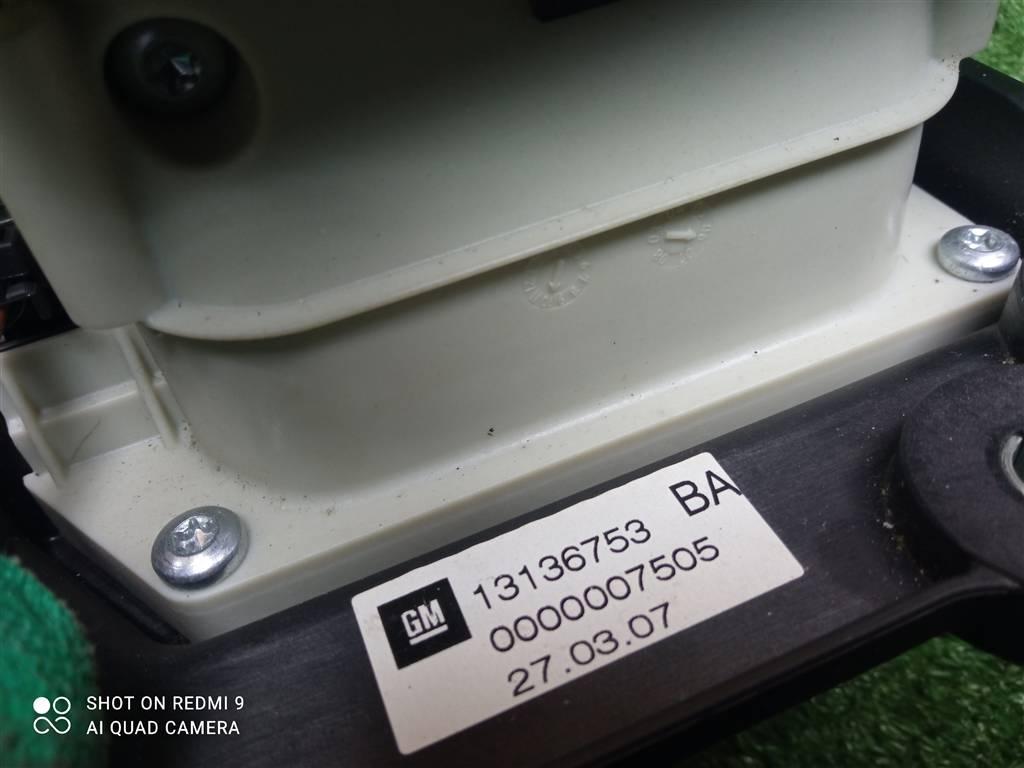 GM
13136753 BA
0000007505
27.03.07
SHOT ON REDMI 9
AI QUAD CAMERA